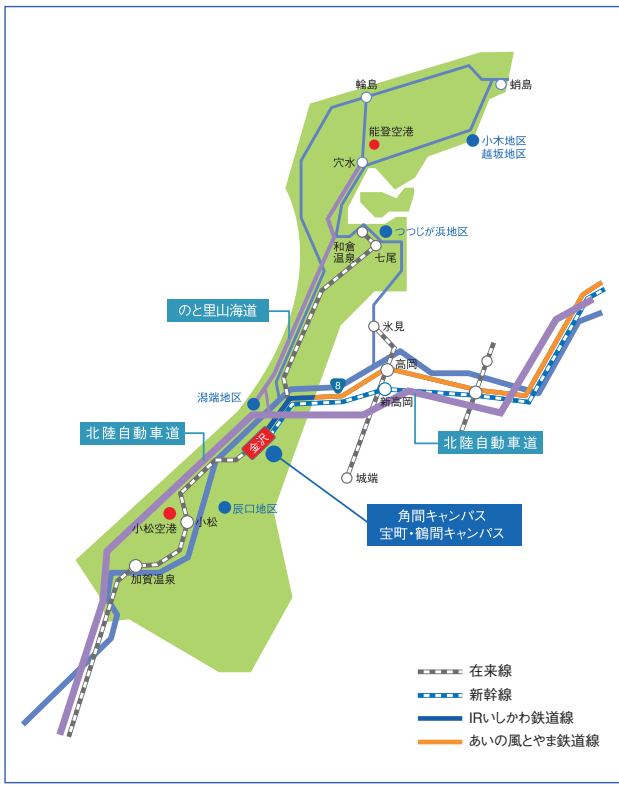 輪島
蛸島
能登空港
小木地区
越坂地区
穴水
つつじが浜地区
和倉
温泉
七尾
のと里山海道
氷見
高岡
8
潟端地区
新高岡
北陸自動車道
金沢
北陸自動車道
城端
辰口地区
角間キャンパス
宝町・鶴間キャンパス
小松空港
小松
加賀温泉
在来線
新幹線
IRいしかわ鉄道線
あいの風とやま鉄道線